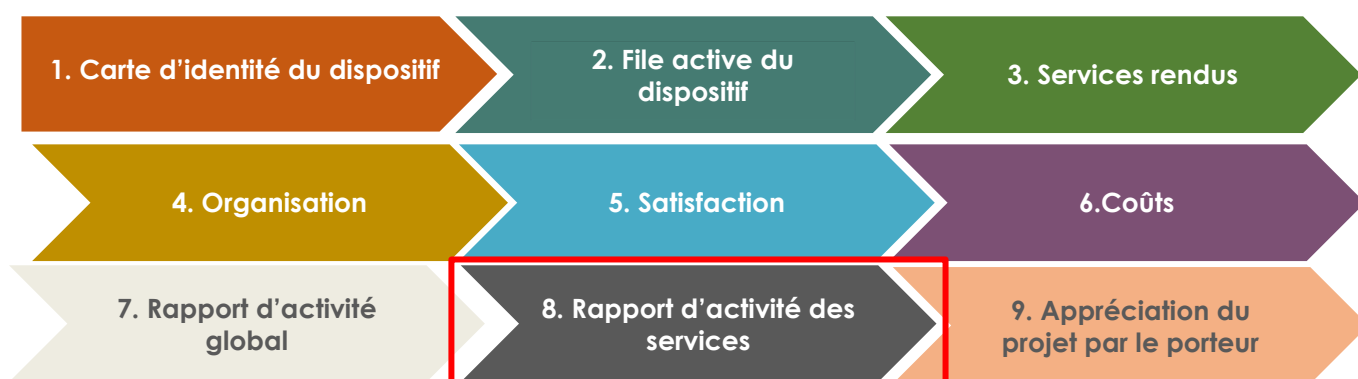 1. Carte d’identité du dispositif
2. File active du
dispositif
3. Services rendus
4. Organisation
5. Satisfaction
6.Coûts
7. Rapport d’activité
global
8. Rapport d’activité des
services
9. Appréciation du
projet par le porteur